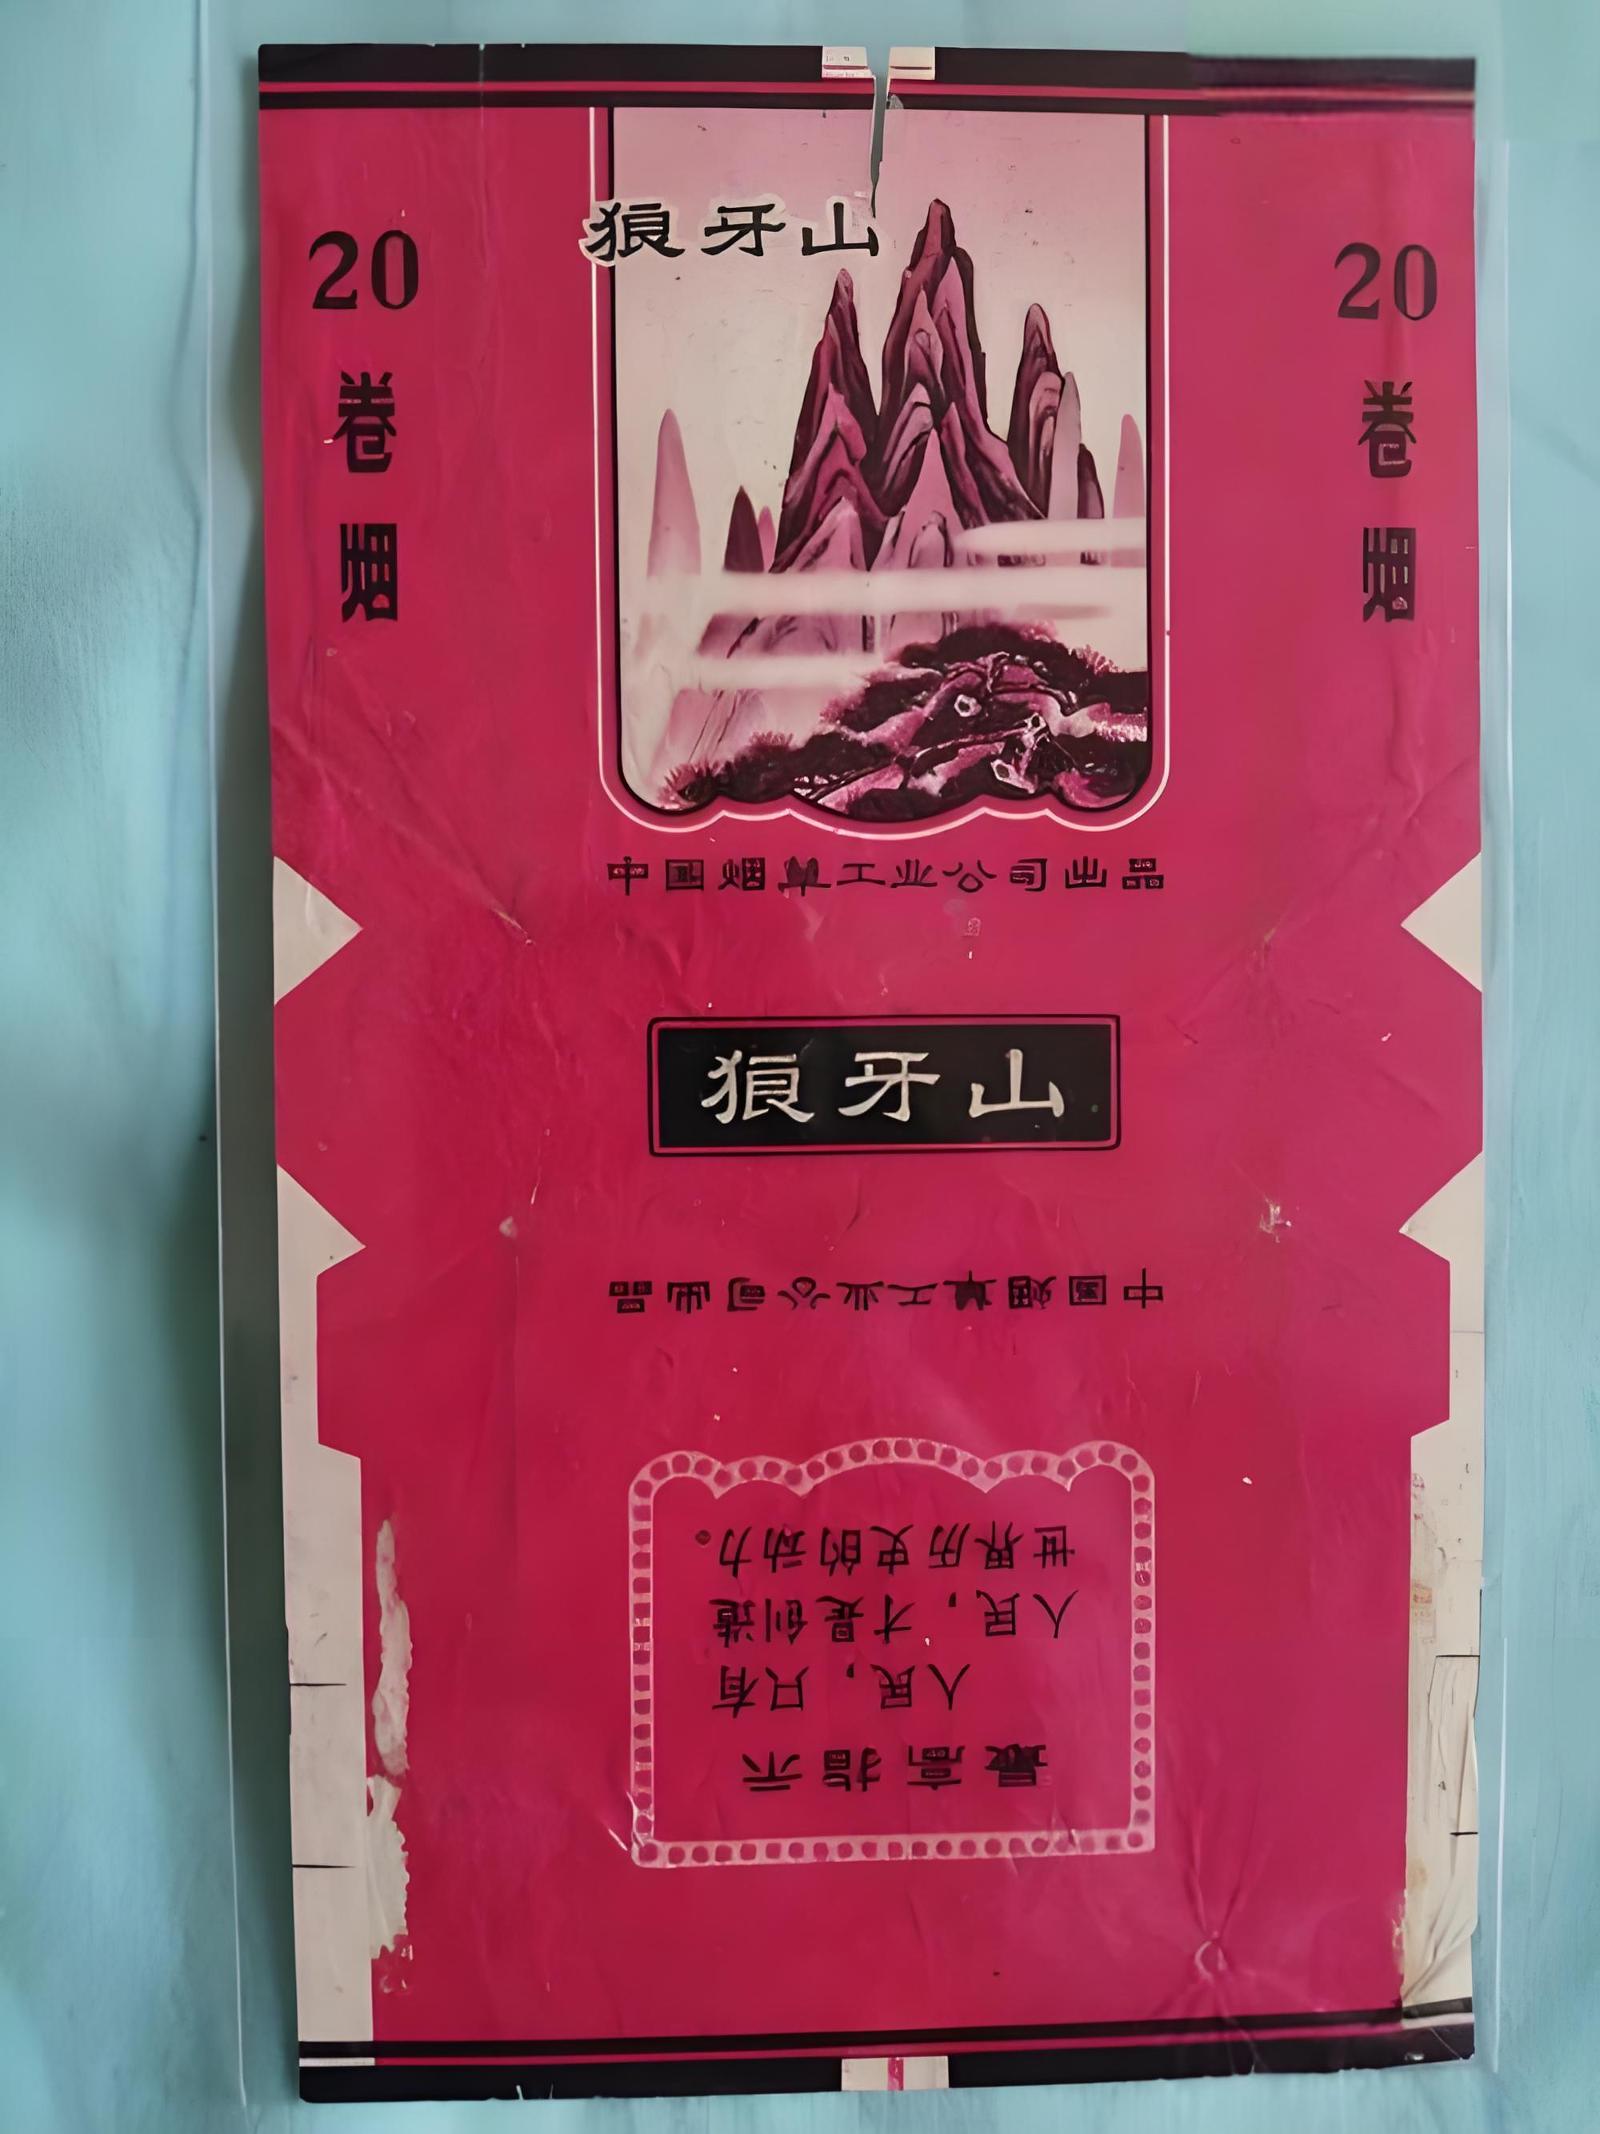 狼牙山
20
卷
烟
20
卷
烟
中国烟草工业公司出品
狼牙山
中国烟草工业公司出品
最高指示
人民，只有
人民，才是创造
世界历史的动力。